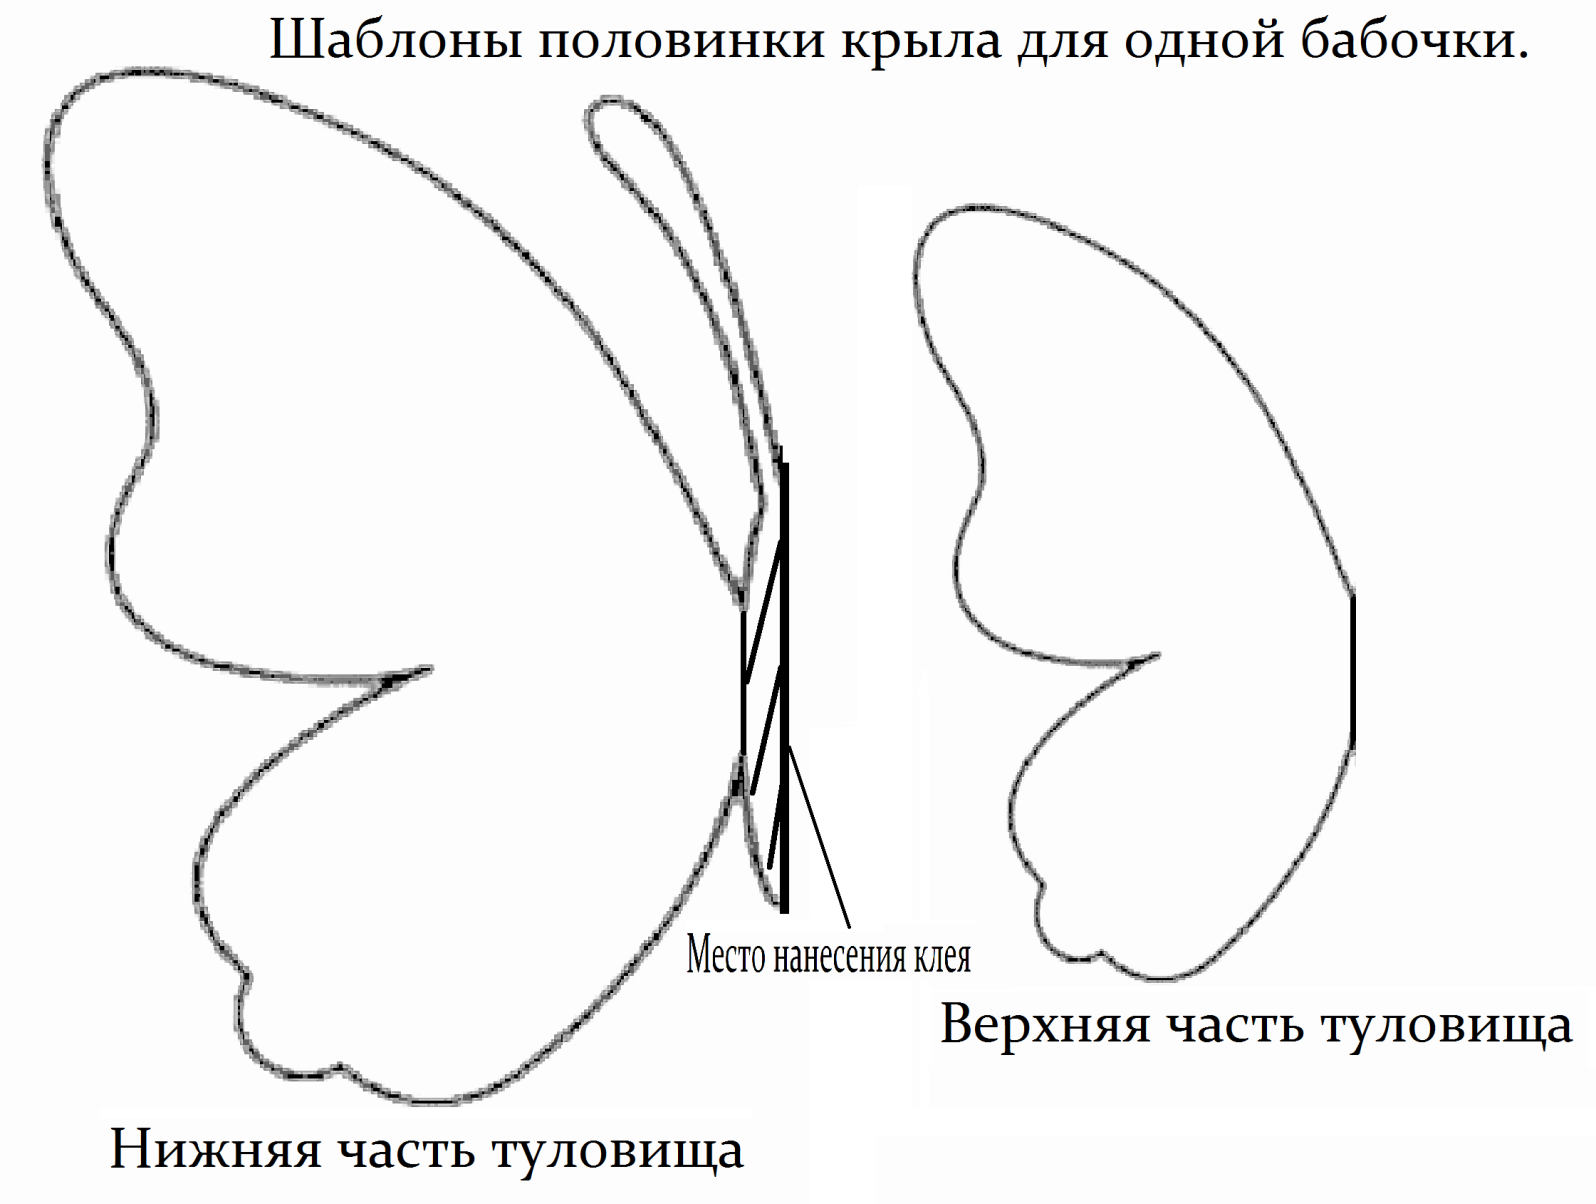 Шаблоны половинки крыла для одной бабочки.
Место нанесения клея
Верхняя часть туловища
Нижняя часть туловища